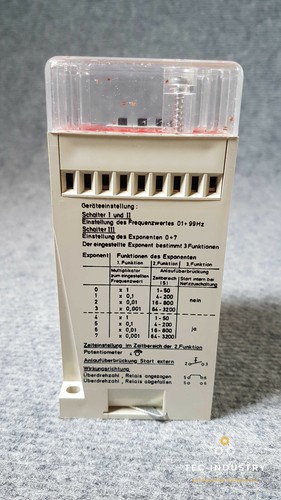 Geräteeinstellung :
Schalter I und II
Einstellung des Frequenzwertes 01÷99Hz
Schalter III
Einstellung des Exponenten 0÷7
Der eingestellte Exponent bestimmt 3 Funktionen
Exponent Funktionen des Exponenten
1. Funktion 2. Funktion 3. Funktion
Multiplikator zum eingestellten Frequenzwert Anlaufüberbrückung
Zeitbereich (S) Start intern bei Netzzuschaltung
0 x 1 1-50
1 x 0,1 4-200 nein
2 x 0,01 16-800
3 x 0,001 64-3200
4 x 1 1-50
5 x 0,1 4-200 ja
6 x 0,01 16-800
7 x 0,001 64-3200
Zeiteinstellung im Zeitbereich der 2. Funktion
Potentiometer 4
Anlaufüberbrückung Start extern 2 3
Wirkungsrichtung
Überdrehzahl , Relais angezogen
Überdrehzahl , Relais abgefallen
TEC INDUSTRY